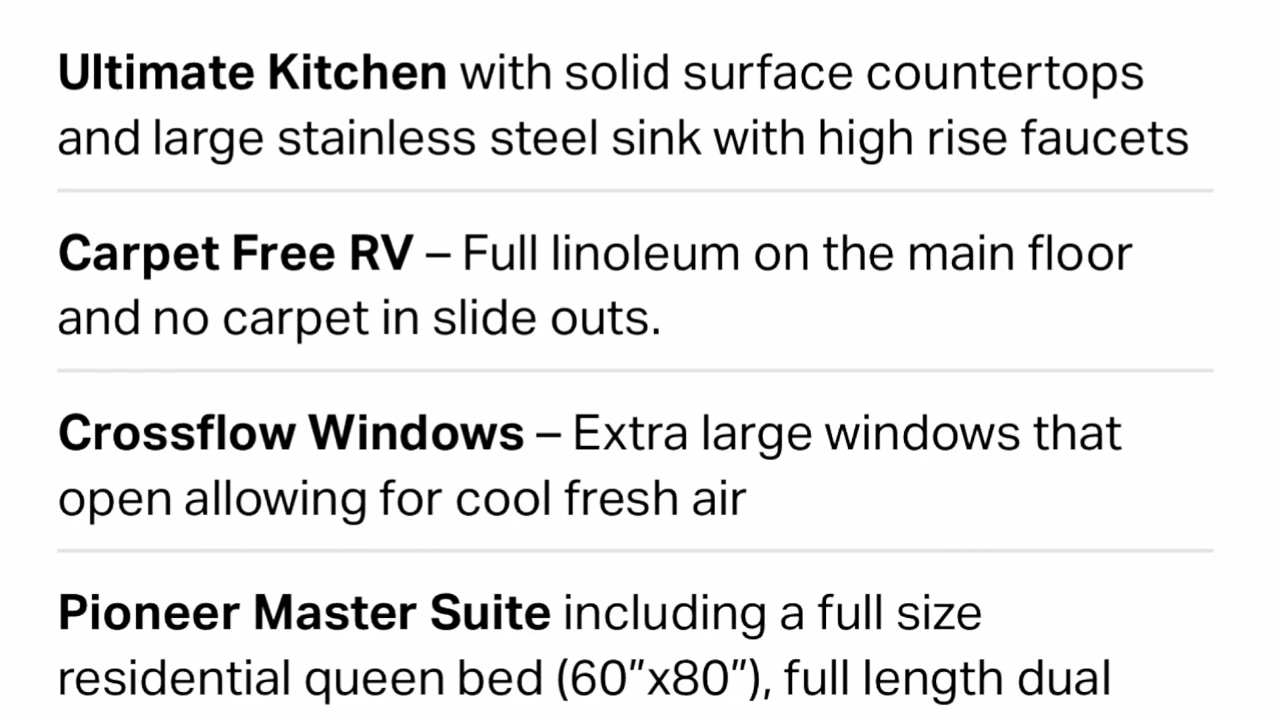 Ultimate Kitchen with solid surface countertops
and large stainless steel sink with high rise faucets
Carpet Free RV – Full linoleum on the main floor
and no carpet in slide outs.
Crossflow Windows – Extra large windows that
open allowing for cool fresh air
Pioneer Master Suite including a full size
residential queen bed (60”x80”), full length dual